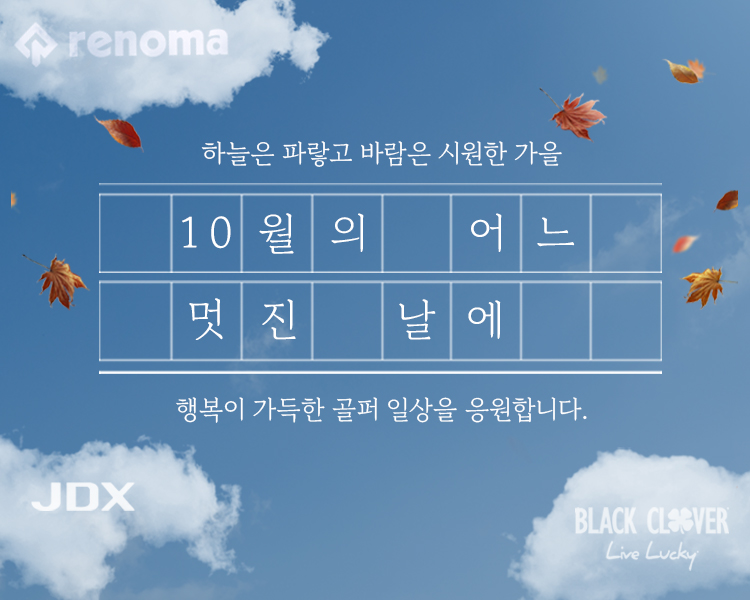 renoma
하늘은 파랗고 바람은 시원한 가을
10월의 어느
멋진 날에
행복이 가득한 골퍼 일상을 응원합니다.
JDX
BLACK CLOVER
Live Lucky